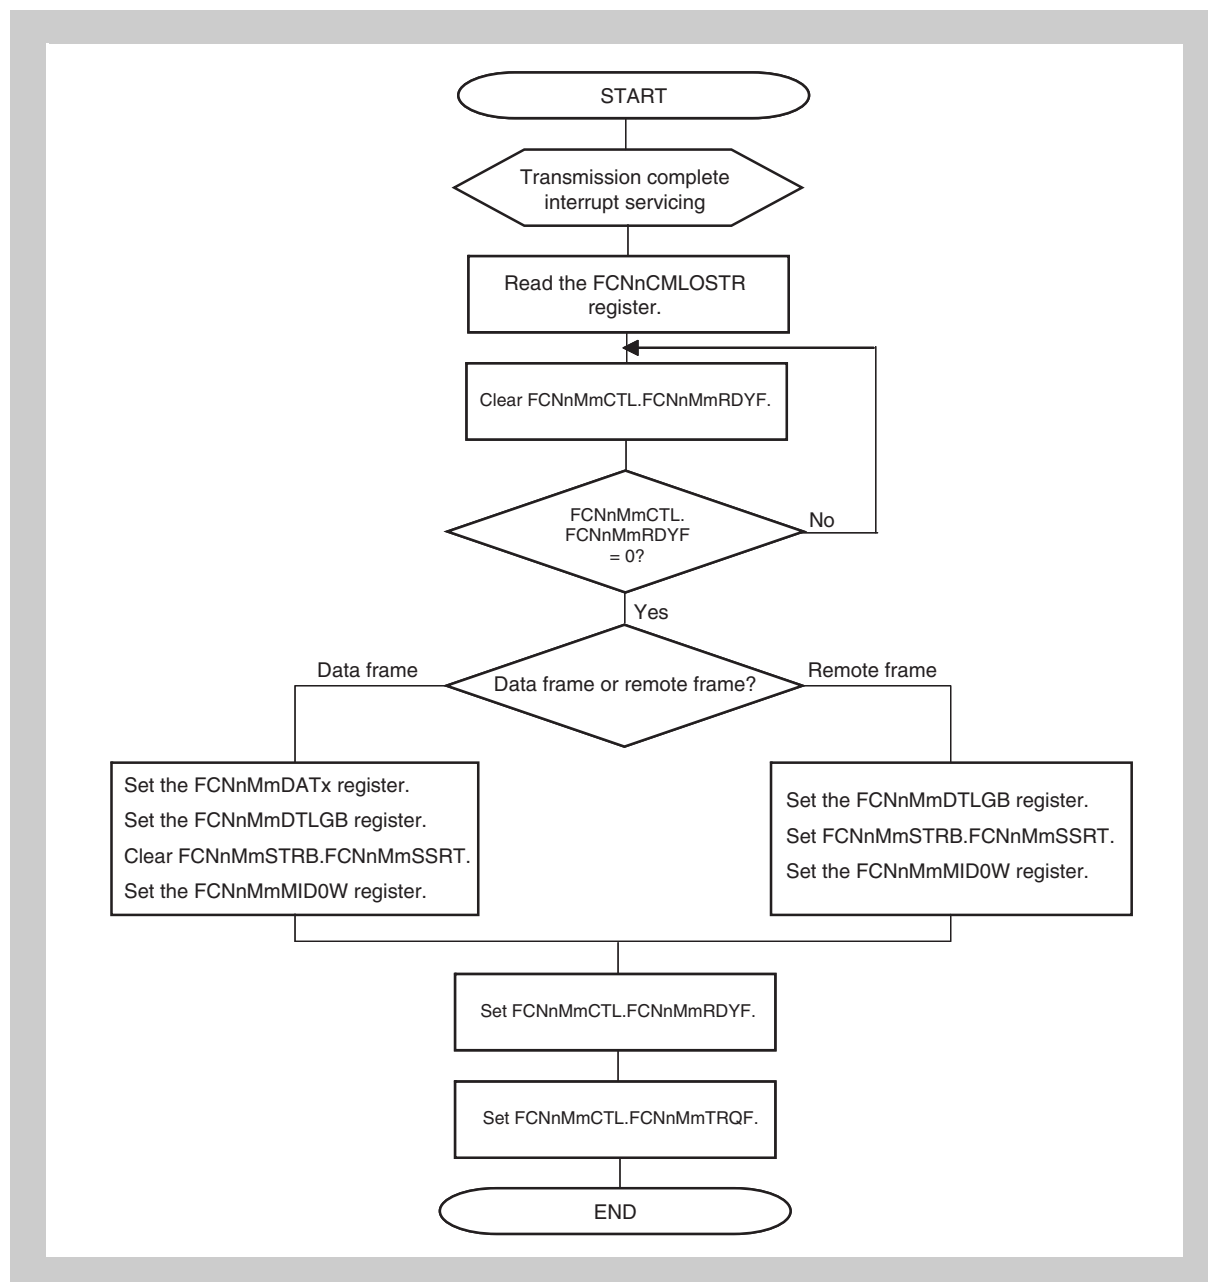 START
Transmission complete
interrupt servicing
Read the FCNnCMLOSTR
register.
Clear FCNnMmCTL.FCNnMmRDYF.
FCNnMmCTL.
FCNnMmRDYF
= 0?
No
Yes
Data frame
Data frame or remote frame?
Remote frame
Set the FCNnMmDATx register.
Set the FCNnMmDTLGB register.
Clear FCNnMmSTRB.FCNnMmSSRT.
Set the FCNnMmMID0W register.
Set the FCNnMmDTLGB register.
Set FCNnMmSTRB.FCNnMmSSRT.
Set the FCNnMmMID0W register.
Set FCNnMmCTL.FCNnMmRDYF.
Set FCNnMmCTL.FCNnMmTRQF.
END